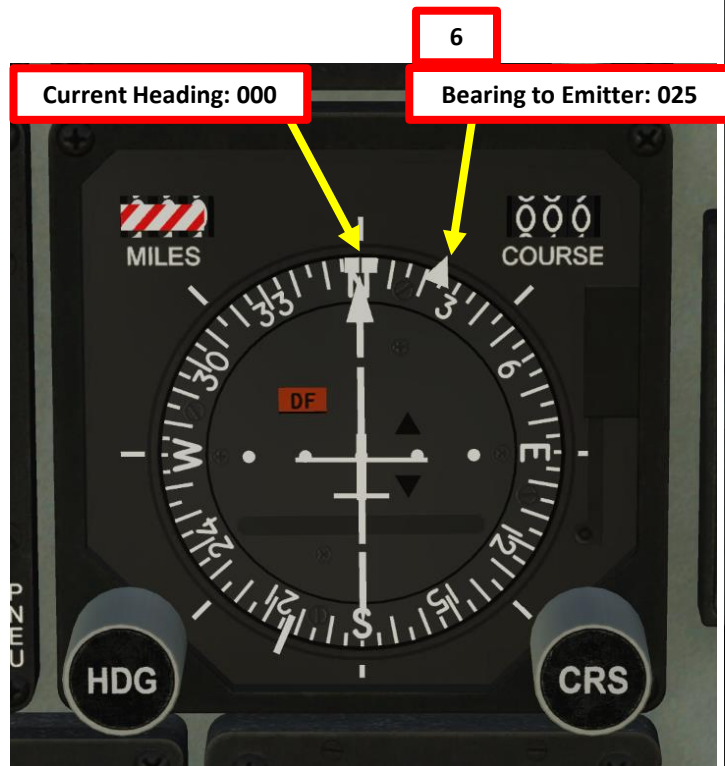 6
Current Heading: 000
Bearing to Emitter: 025
000
MILES
COURSE
N
33
3
30
6
DF
W
E
24
12
21
15
S
PNEU
HDG
CRS